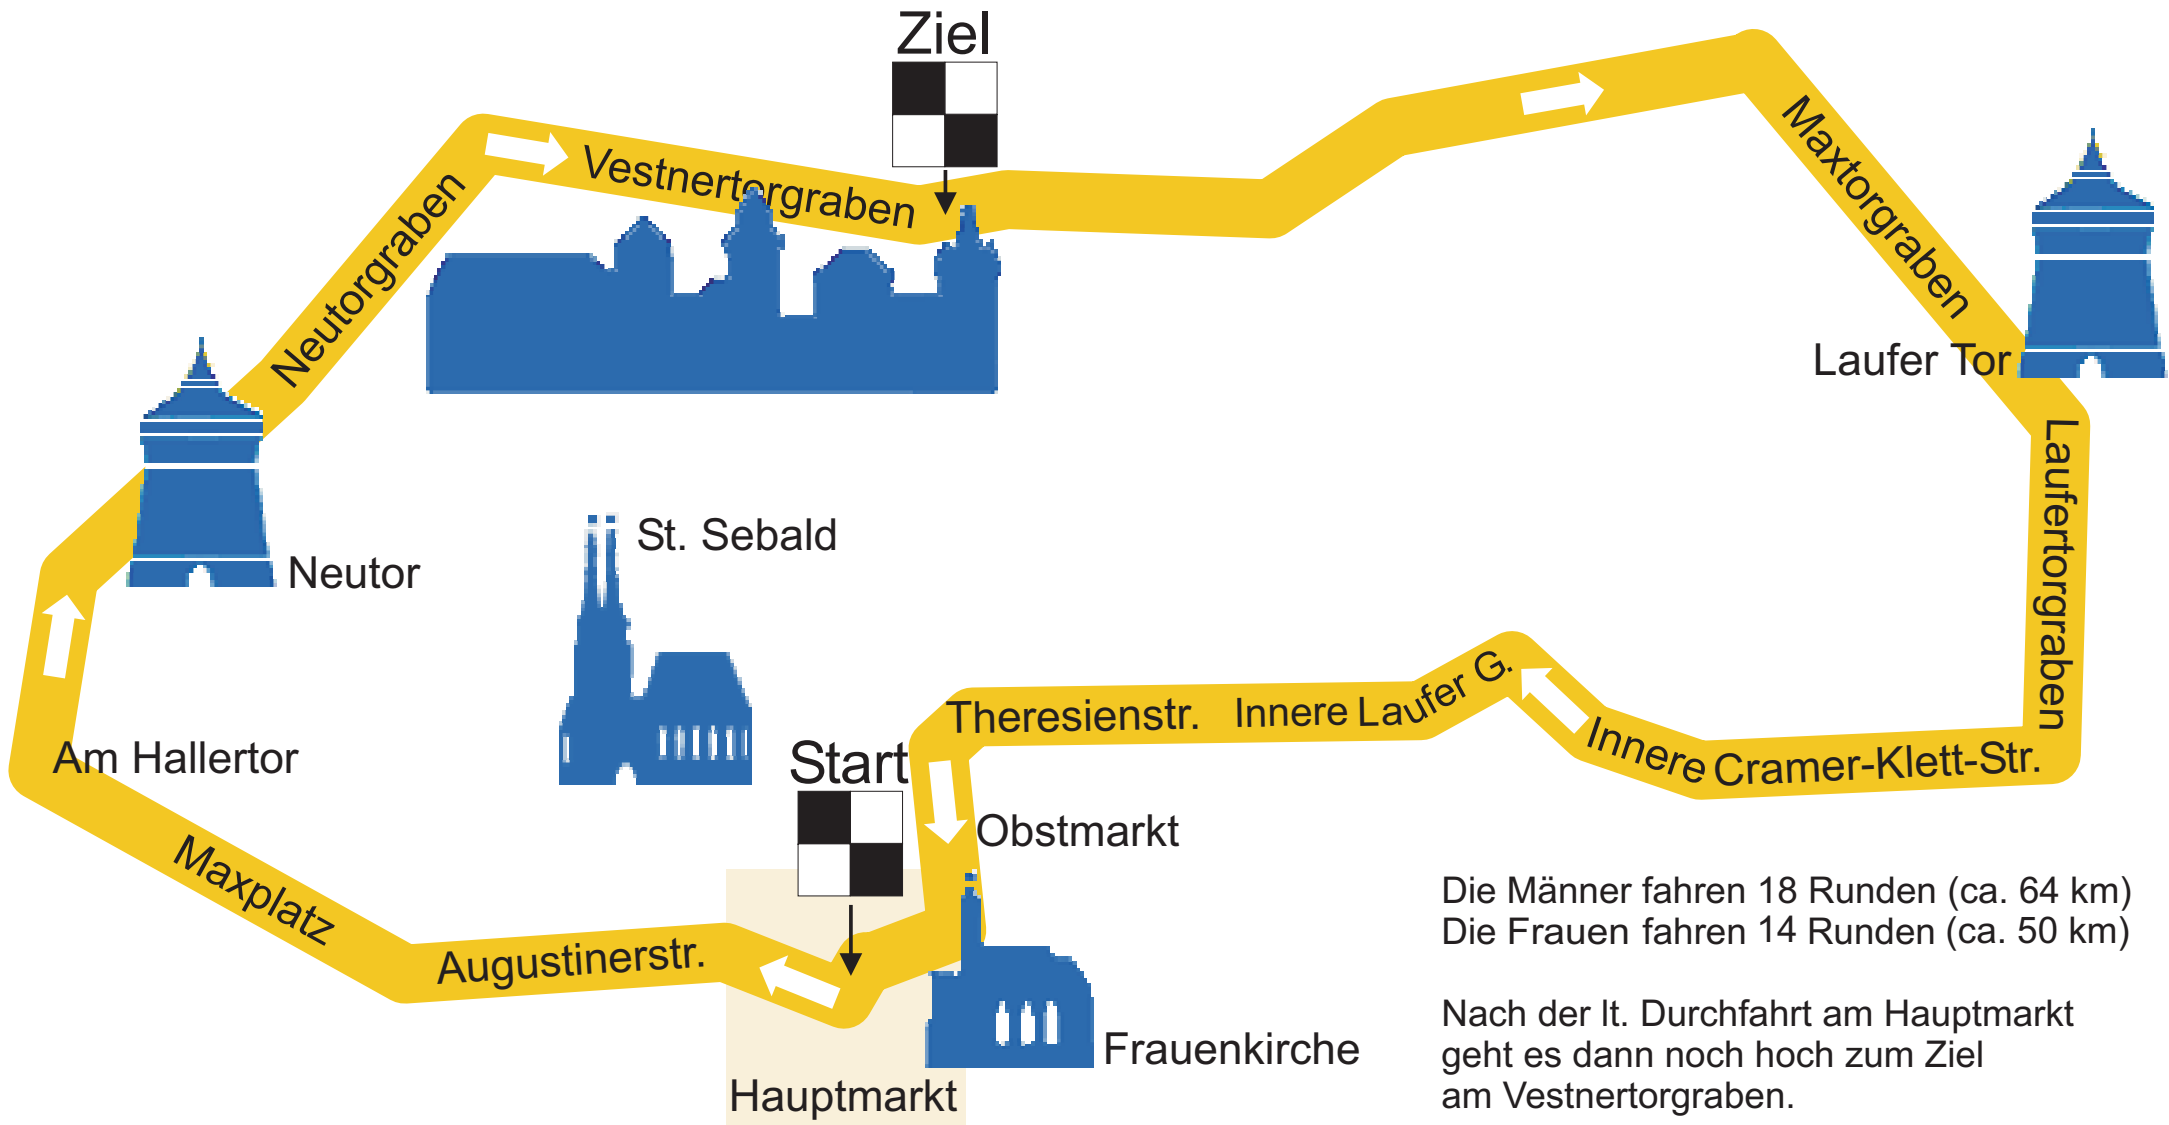 Ziel
Vestnertorgraben
Neutorgraben
Maxtorgraben
Laufer Tor
Laufertorgraben
Neutor
St. Sebald
Am Hallertor
Theresienstr.
Innere Laufer G.
Innere Cramer-Klett-Str.
Start
Obstmarkt
Maxplatz
Augustinerstr.
Frauenkirche
Hauptmarkt
Die Männer fahren 18 Runden (ca. 64 km)
Die Frauen fahren 14 Runden (ca. 50 km)
Nach der lt. Durchfahrt am Hauptmarkt
geht es dann noch hoch zum Ziel
am Vestnertorgraben.